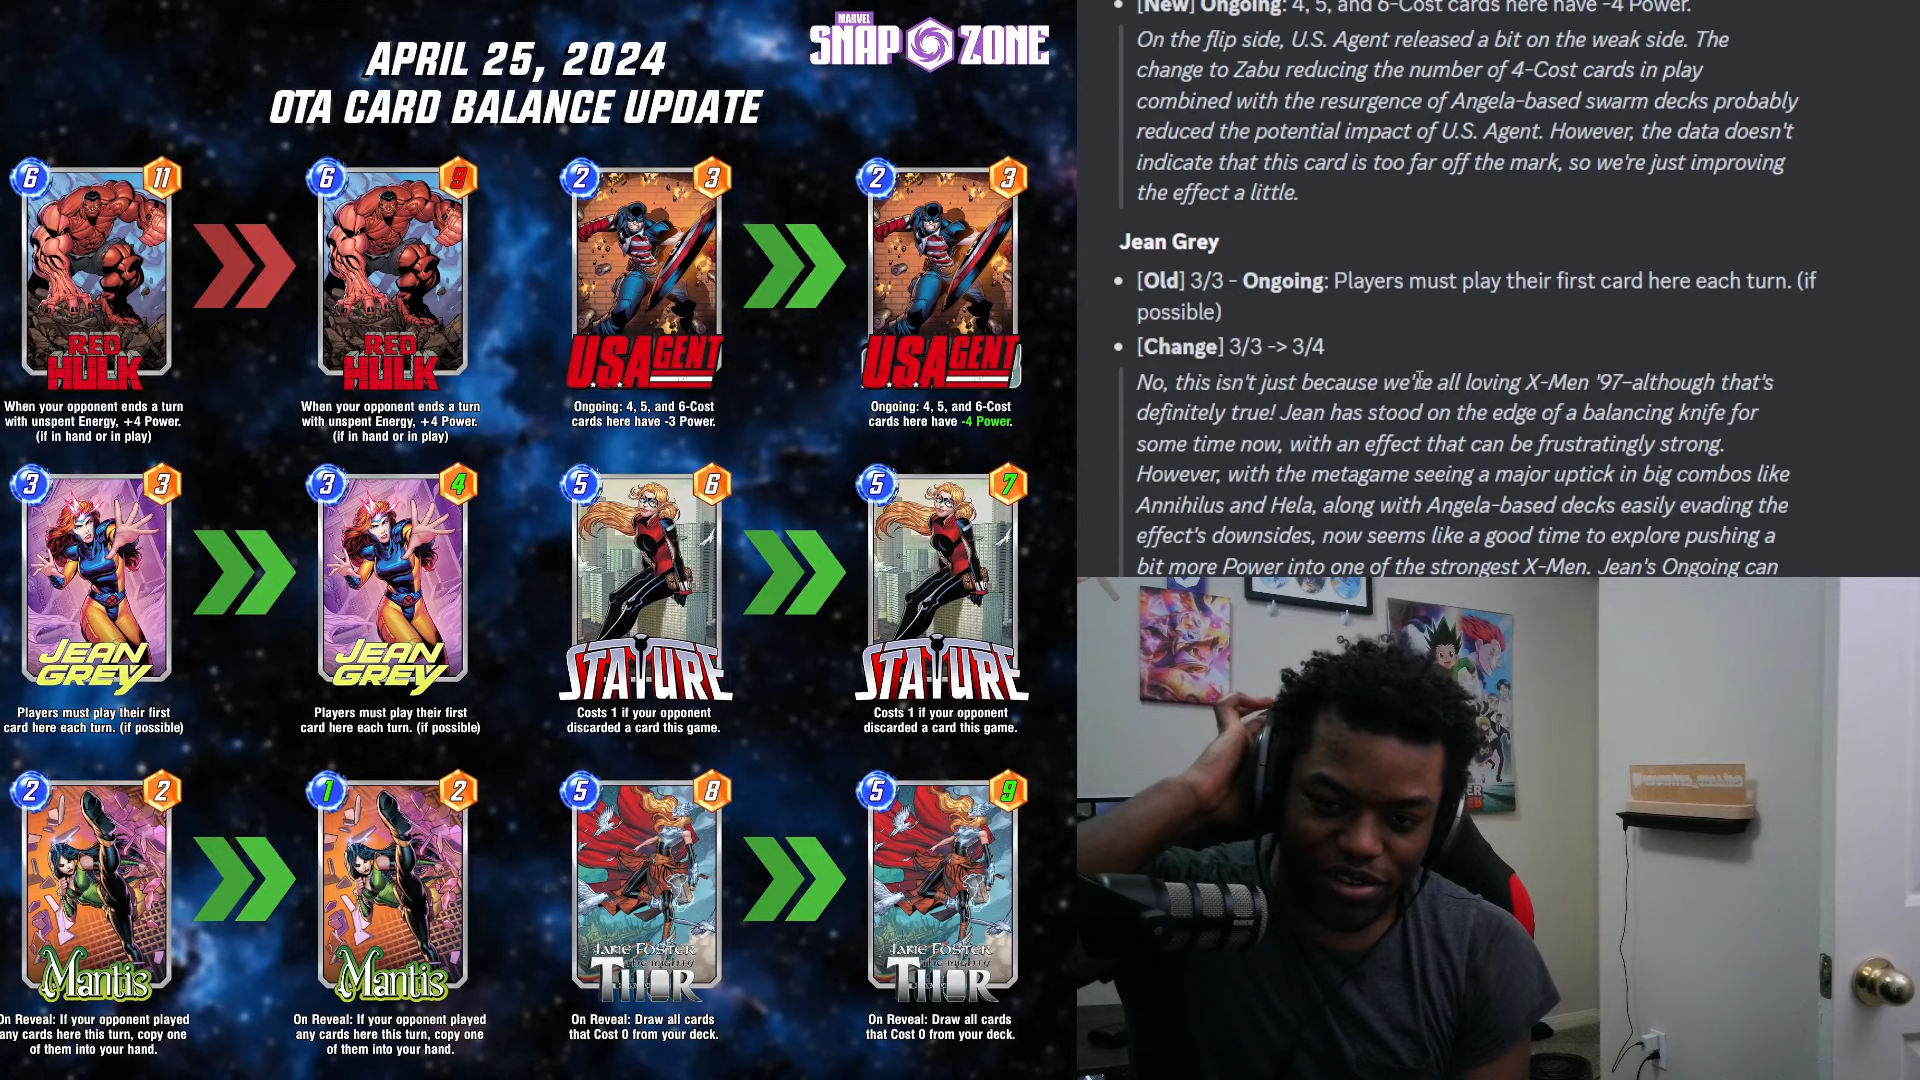 MARVEL
SNAP ZONE
APRIL 25, 2024
OTA CARD BALANCE UPDATE
6 11
RED
HULK
When your opponent ends a turn
with unspent Energy, +4 Power.
(if in hand or in play)
6 9
RED
HULK
When your opponent ends a turn
with unspent Energy, +4 Power.
(if in hand or in play)
2 3
USAGENT
Ongoing: 4, 5, and 6-Cost
cards here have -3 Power.
2 3
USAGENT
Ongoing: 4, 5, and 6-Cost
cards here have -4 Power.
3 3
JEAN
GREY
Players must play their first
card here each turn. (if possible)
3 4
JEAN
GREY
Players must play their first
card here each turn. (if possible)
5 6
STATURE
Costs 1 if your opponent
discarded a card this game.
5 7
STATURE
Costs 1 if your opponent
discarded a card this game.
2 2
Mantis
On Reveal: If your opponent played
any cards here this turn, copy one
of them into your hand.
1 2
Mantis
On Reveal: If your opponent played
any cards here this turn, copy one
of them into your hand.
5 8
JANE FOSTER
the mighty
THOR
On Reveal: Draw all cards
that Cost 0 from your deck.
5 9
JANE FOSTER
the mighty
THOR
On Reveal: Draw all cards
that Cost 0 from your deck.
• [New] Ongoing: 4, 5, and 6-Cost cards here have -4 Power.
On the flip side, U.S. Agent released a bit on the weak side. The
change to Zabu reducing the number of 4-Cost cards in play
combined with the resurgence of Angela-based swarm decks probably
reduced the potential impact of U.S. Agent. However, the data doesn't
indicate that this card is too far off the mark, so we're just improving
the effect a little.
Jean Grey
• [Old] 3/3 - Ongoing: Players must play their first card here each turn. (if
possible)
• [Change] 3/3 -> 3/4
No, this isn't just because we're all loving X-Men '97–although that's
definitely true! Jean has stood on the edge of a balancing knife for
some time now, with an effect that can be frustratingly strong.
However, with the metagame seeing a major uptick in big combos like
Annihilus and Hela, along with Angela-based decks easily evading the
effect's downsides, now seems like a good time to explore pushing a
bit more Power into one of the strongest X-Men. Jean's Ongoing can